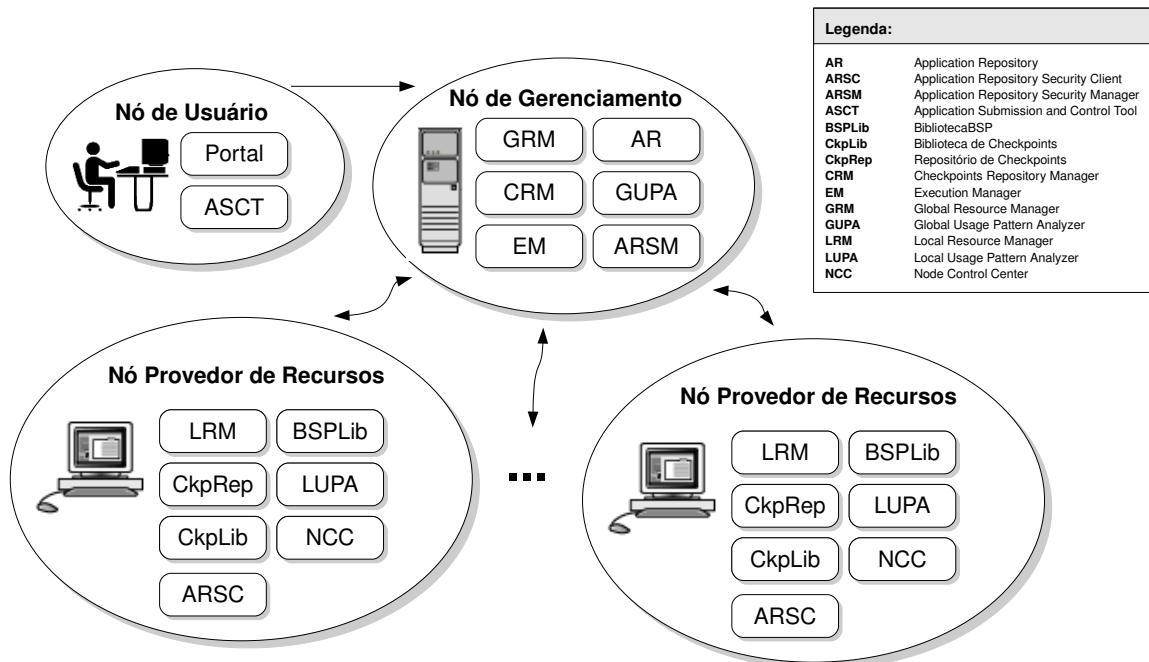 Nó de Usuário
Portal
ASCT
Nó de Gerenciamento
GRM AR
CRM GUPA
EM ARSM
Legenda:
AR Application Repository
ARSC Application Repository Security Client
ARSM Application Repository Security Manager
ASCT Application Submission and Control Tool
BSPLib BibliotecaBSP
CkpLib Biblioteca de Checkpoints
CkpRep Repositório de Checkpoints
CRM Checkpoints Repository Manager
EM Execution Manager
GRM Global Resource Manager
GUPA Global Usage Pattern Analyzer
LRM Local Resource Manager
LUPA Local Usage Pattern Analyzer
NCC Node Control Center
Nó Provedor de Recursos
LRM BSPLib
CkpRep LUPA
CkpLib NCC
ARSC
...
Nó Provedor de Recursos
LRM BSPLib
CkpRep LUPA
CkpLib NCC
ARSC